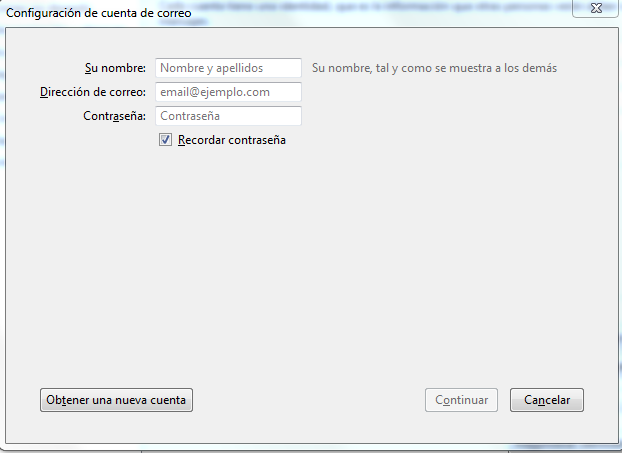 Configuración de cuenta de correo
Su nombre: Nombre y apellidos Su nombre, tal y como se muestra a los demás
Dirección de correo: email@ejemplo.com
Contraseña: Contraseña
Recordar contraseña
Obtener una nueva cuenta Continuar Cancelar